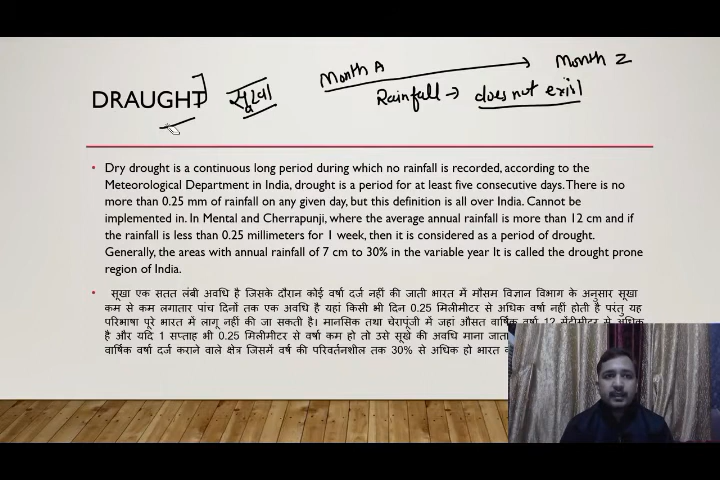 Month A
Month Z
DRAUGHT
सूखा
Rainfall → does not exist
• Dry drought is a continuous long period during which no rainfall is recorded, according to the
Meteorological Department in India, drought is a period for at least five consecutive days. There is no
more than 0.25 mm of rainfall on any given day, but this definition is all over India. Cannot be
implemented in. In Mental and Cherrapunji, where the average annual rainfall is more than 12 cm and if
the rainfall is less than 0.25 millimeters for 1 week, then it is considered as a period of drought.
Generally, the areas with annual rainfall of 7 cm to 30% in the variable year It is called the drought prone
region of India.
• सूखा एक सतत लंबी अवधि है जिसके दौरान कोई वर्षा दर्ज नहीं की जाती भारत में मौसम विज्ञान विभाग के अनुसार सूखा
कम से कम लगातार पांच दिनों तक एक अवधि है यहां किसी भी दिन 0.25 मिलीमीटर से अधिक वर्षा नहीं होती है परंतु यह
परिभाषा पूरे भारत में लागू नहीं की जा सकती है। मानसिक तथा चेरापूंजी में जहां औसत वार्षिक वर्षा 12 सेंटीमीटर से अधिक
है और यदि 1 सप्ताह भी 0.25 मिलीमीटर से वर्षा कम हो तो उसे सूखे की अवधि माना जाता
वार्षिक वर्षा दर्ज कराने वाले क्षेत्र जिसमें वर्ष की परिवर्तनशील तक 30% से अधिक हो भारत